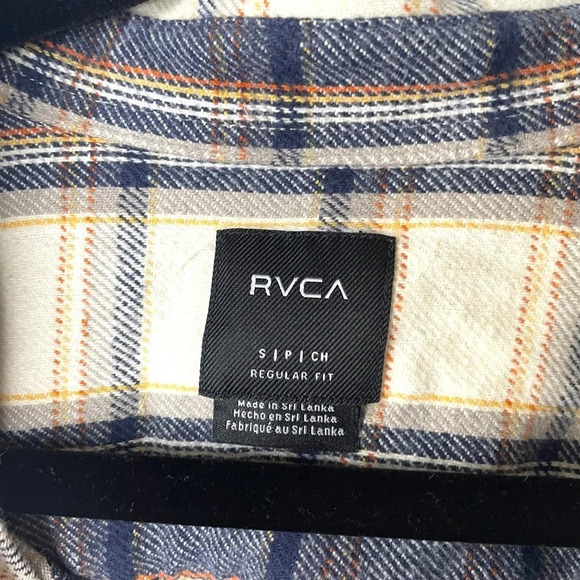 RVCA
S | P | CH
REGULAR FIT
Made in Sri Lanka
Hecho en Sri Lanka
Fabriqué au Sri Lanka